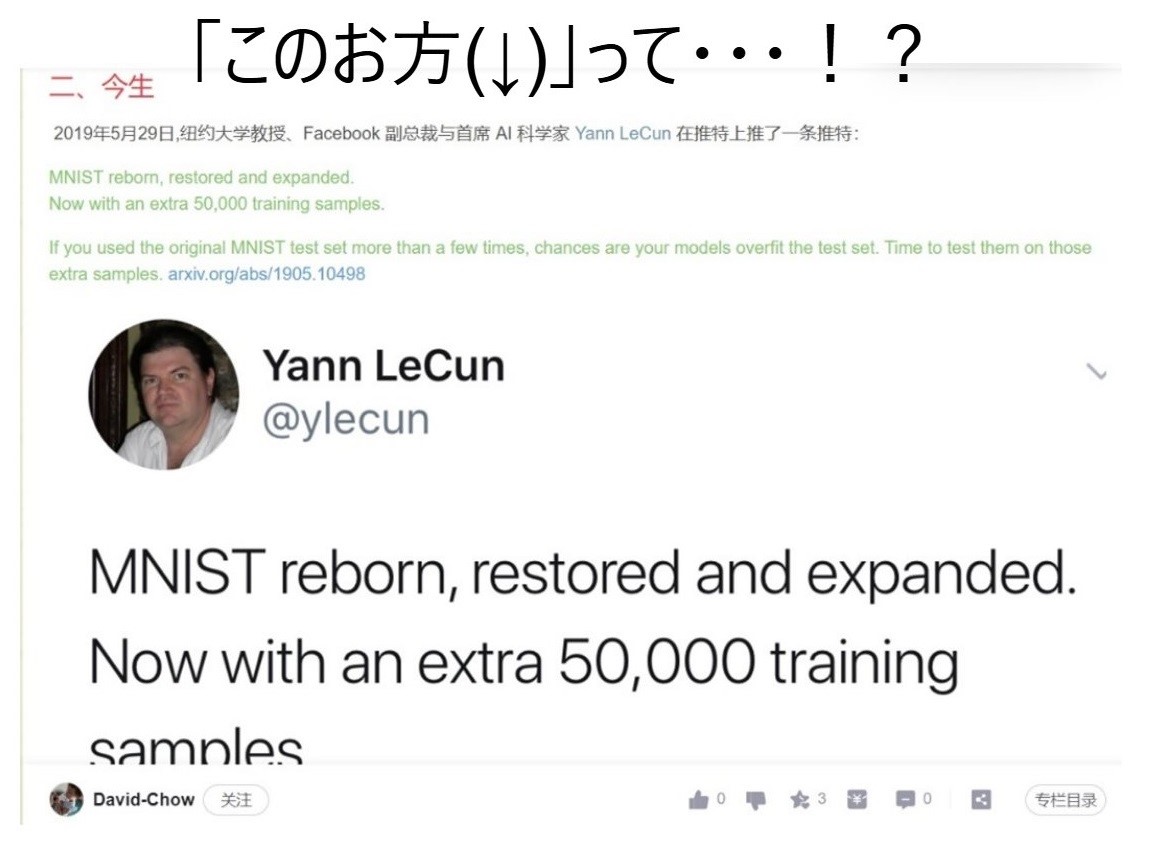 「このお方(↓)」って・・・！？
二、今生
2019年5月29日,纽约大学教授、Facebook 副总裁与首席 AI 科学家 Yann LeCun 在推特上推了一条推特：
MNIST reborn, restored and expanded.
Now with an extra 50,000 training samples.
If you used the original MNIST test set more than a few times, chances are your models overfit the test set. Time to test them on those
extra samples. arxiv.org/abs/1905.10498
Yann LeCun
@ylecun
MNIST reborn, restored and expanded.
Now with an extra 50,000 training
samples
David-Chow 关注 0 3 0 专栏目录